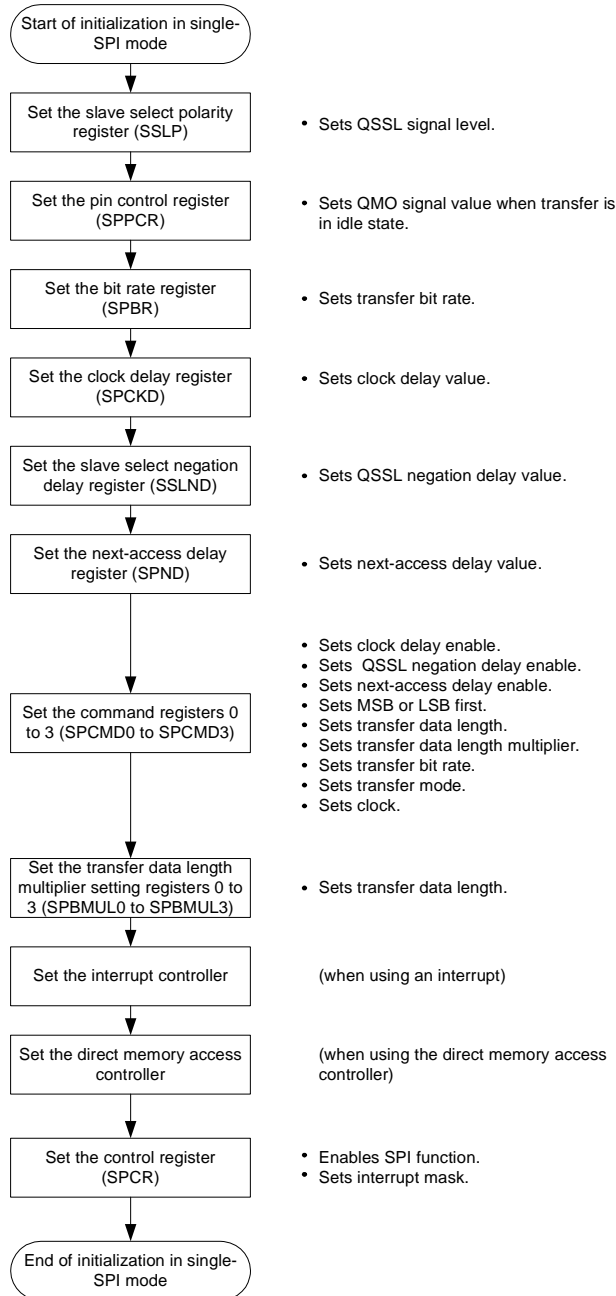 Start of initialization in single-
SPI mode
Set the slave select polarity
register (SSLP)
• Sets QSSL signal level.
Set the pin control register
(SPPCR)
• Sets QMO signal value when transfer is
in idle state.
Set the bit rate register
(SPBR)
• Sets transfer bit rate.
Set the clock delay register
(SPCKD)
• Sets clock delay value.
Set the slave select negation
delay register (SSLND)
• Sets QSSL negation delay value.
Set the next-access delay
register (SPND)
• Sets next-access delay value.
Set the command registers 0
to 3 (SPCMD0 to SPCMD3)
• Sets clock delay enable.
• Sets QSSL negation delay enable.
• Sets next-access delay enable.
• Sets MSB or LSB first.
• Sets transfer data length.
• Sets transfer data length multiplier.
• Sets transfer bit rate.
• Sets transfer mode.
• Sets clock.
Set the transfer data length
multiplier setting registers 0 to
3 (SPBMUL0 to SPBMUL3)
• Sets transfer data length.
Set the interrupt controller
(when using an interrupt)
Set the direct memory access
controller
(when using the direct memory access
controller)
Set the control register
(SPCR)
• Enables SPI function.
• Sets interrupt mask.
End of initialization in single-
SPI mode